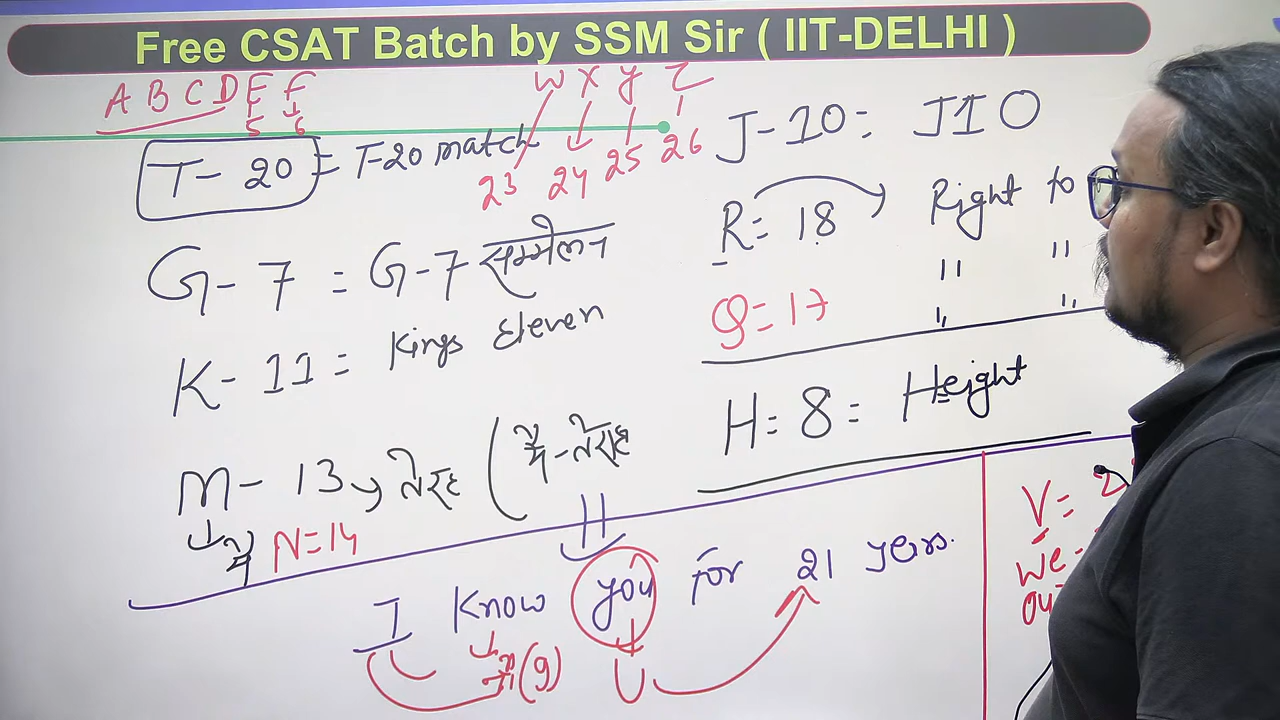 Free CSAT Batch by SSM Sir ( IIT-DELHI )
A B C D E F
5 6
W X Y Z
23 24 25 26
T- 20 = T-20 match
G- 7 = G-7 सम्मेलन
K- 11 = Kings Eleven
M- 13 तेरह (मैं-तेराह
मैं N=14
J-10= JIO
R= 18 Right to
" "
Q= 17 " "
H= 8 = Height
I Know you for 21 years.
(9) U
V=
We